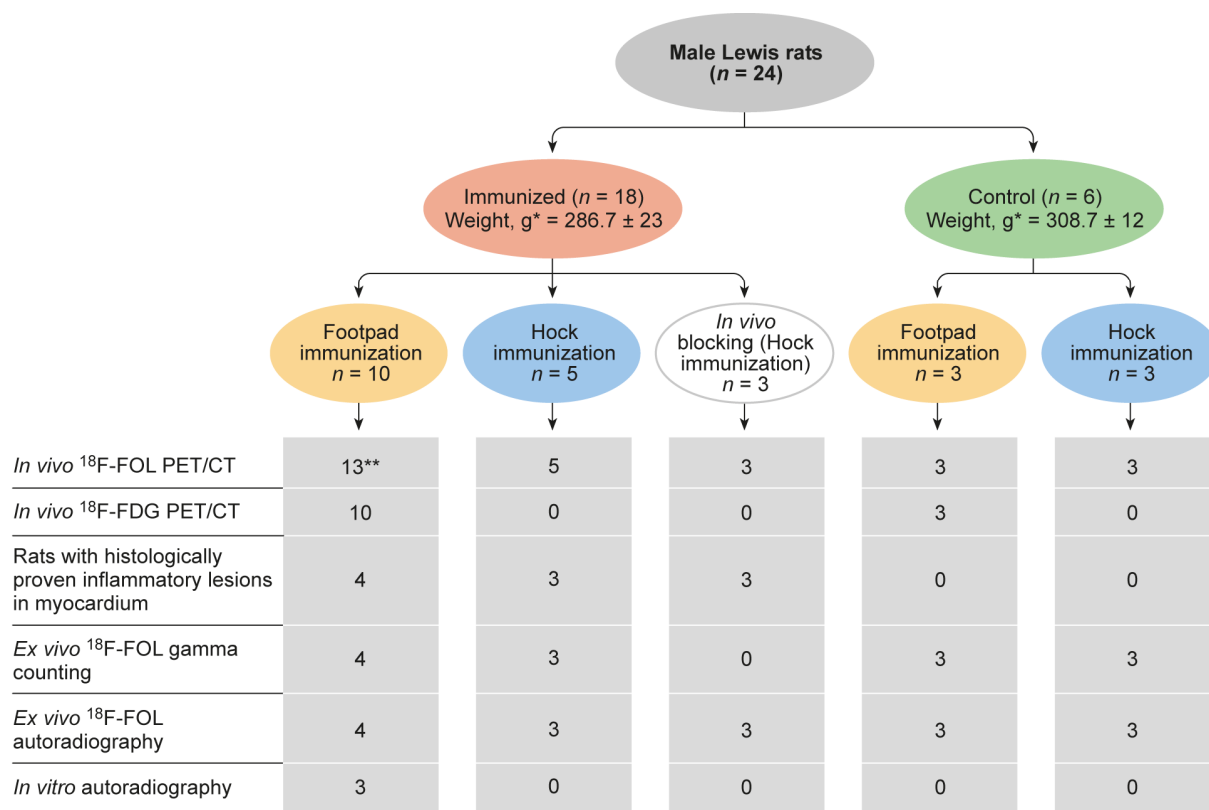 Male Lewis rats
(n = 24)
Immunized (n = 18)
Weight, g* = 286.7 ± 23
Control (n = 6)
Weight, g* = 308.7 ± 12
Footpad
immunization
n = 10
Hock
immunization
n = 5
In vivo
blocking (Hock
immunization)
n = 3
Footpad
immunization
n = 3
Hock
immunization
n = 3
In vivo ¹⁸F-FOL PET/CT 13** 5 3 3 3
In vivo ¹⁸F-FDG PET/CT 10 0 0 3 0
Rats with histologically
proven inflammatory lesions 4 3 3 0 0
in myocardium
Ex vivo ¹⁸F-FOL gamma
counting 4 3 0 3 3
Ex vivo ¹⁸F-FOL
autoradiography 4 3 3 3 3
In vitro autoradiography 3 0 0 0 0